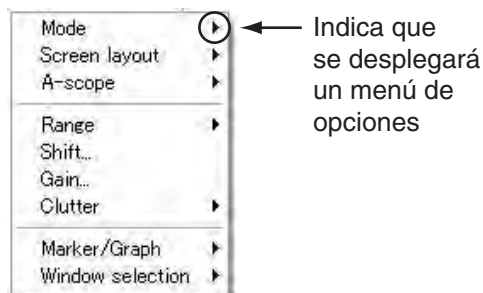 Mode
Screen layout
A-scope
Range
Shift...
Gain...
Clutter
Marker/Graph
Window selection
Indica que
se desplegará
un menú de
opciones